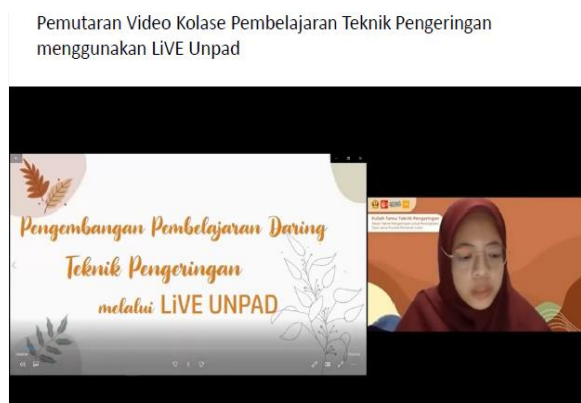 Pemutaran Video Kolase Pembelajaran Teknik Pengeringan
menggunakan LiVE Unpad
Pengembangan Pembelajaran Daring
Teknik Pengeringan
melalui LiVE UNPAD
Kuliah Tamu Teknik Pengeringan